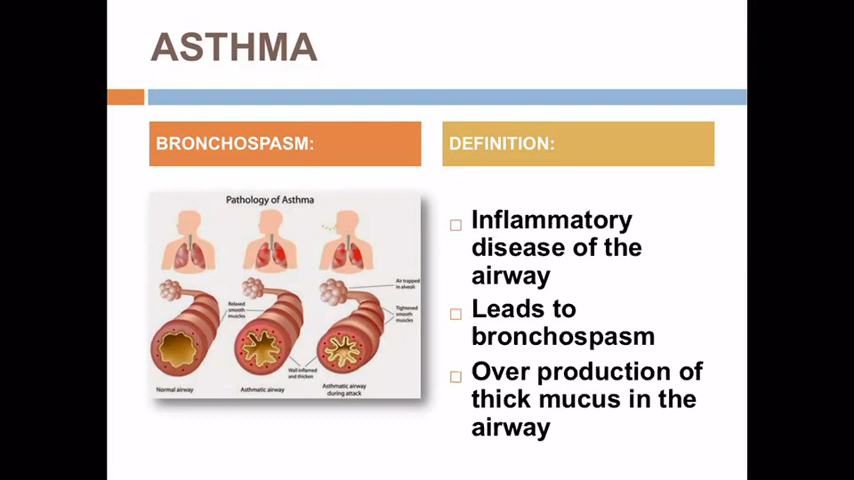 ASTHMA
BRONCHOSPASM:
DEFINITION:
Pathology of Asthma
Air trapped
in alveoli
Relaxed
smooth
muscles
Tightened
smooth
muscles
Wall inflamed
and thicken
Normal airway
Asthmatic airway
Asthmatic airway
during attack
Inflammatory
disease of the
airway
Leads to
bronchospasm
Over production of
thick mucus in the
airway